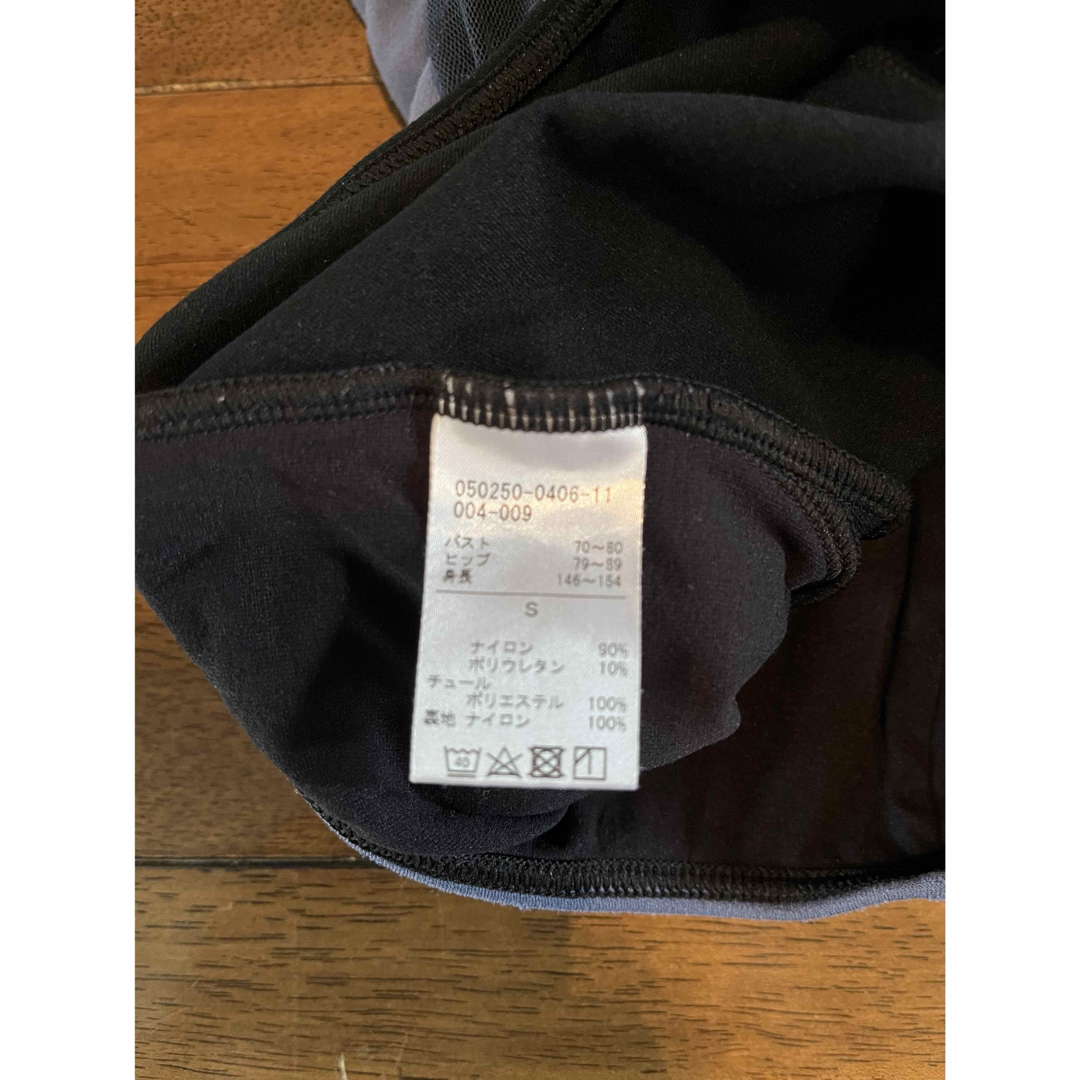 050250-0406-11
004-009
バスト 70～80
ヒップ 79～89
身長 146～154
S
ナイロン 90%
ポリウレタン 10%
チュール
ポリエステル 100%
裏地 ナイロン 100%
40